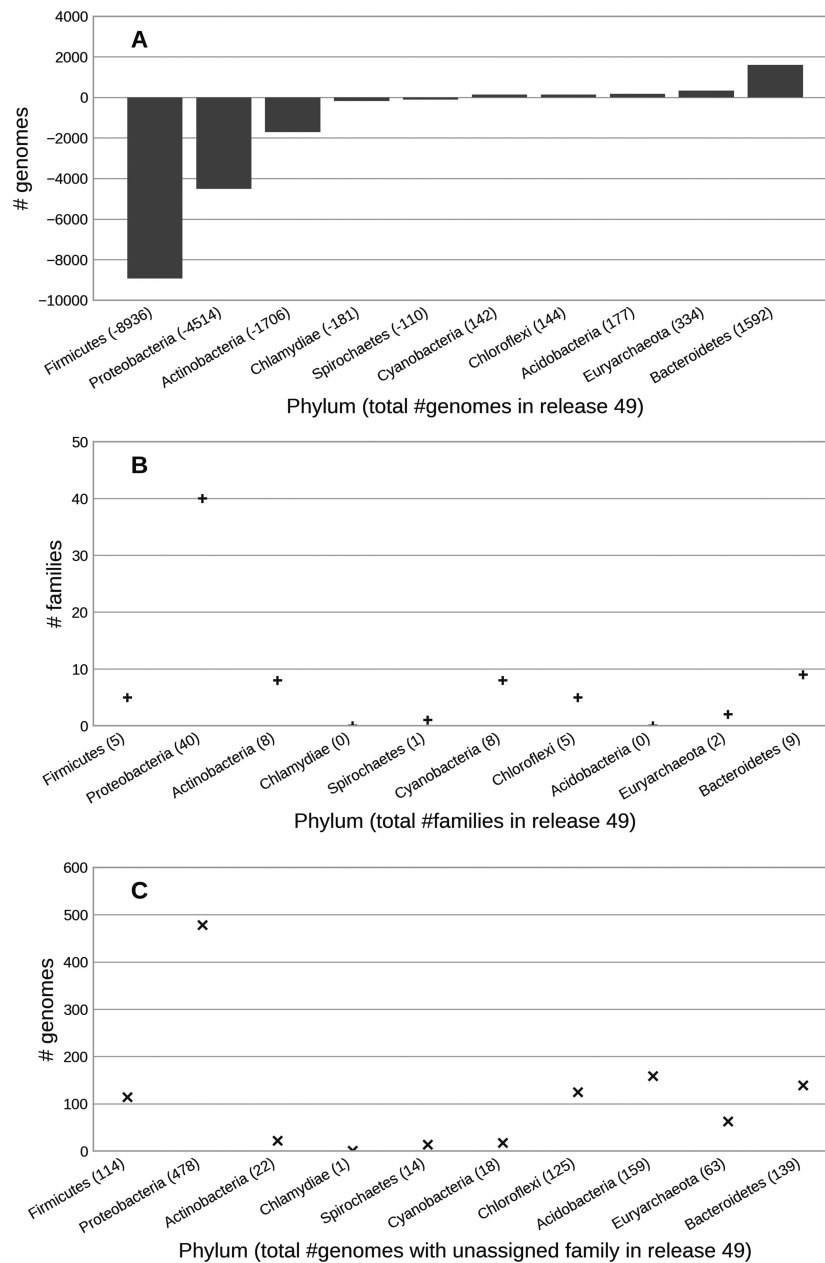 A
# genomes
4000
2000
0
−2000
−4000
−6000
−8000
−10000
Firmicutes (-8936)
Proteobacteria (-4514)
Actinobacteria (-1706)
Chlamydiae (-181)
Spirochaetes (-110)
Cyanobacteria (142)
Chloroflexi (144)
Acidobacteria (177)
Euryarchaeota (334)
Bacteroidetes (1592)
Phylum (total #genomes in release 49)
B
# families
50
40
30
20
10
0
Firmicutes (5)
Proteobacteria (40)
Actinobacteria (8)
Chlamydiae (0)
Spirochaetes (1)
Cyanobacteria (8)
Chloroflexi (5)
Acidobacteria (0)
Euryarchaeota (2)
Bacteroidetes (9)
Phylum (total #families in release 49)
C
# genomes
600
500
400
300
200
100
0
Firmicutes (114)
Proteobacteria (478)
Actinobacteria (22)
Chlamydiae (1)
Spirochaetes (14)
Cyanobacteria (18)
Chloroflexi (125)
Acidobacteria (159)
Euryarchaeota (63)
Bacteroidetes (139)
Phylum (total #genomes with unassigned family in release 49)